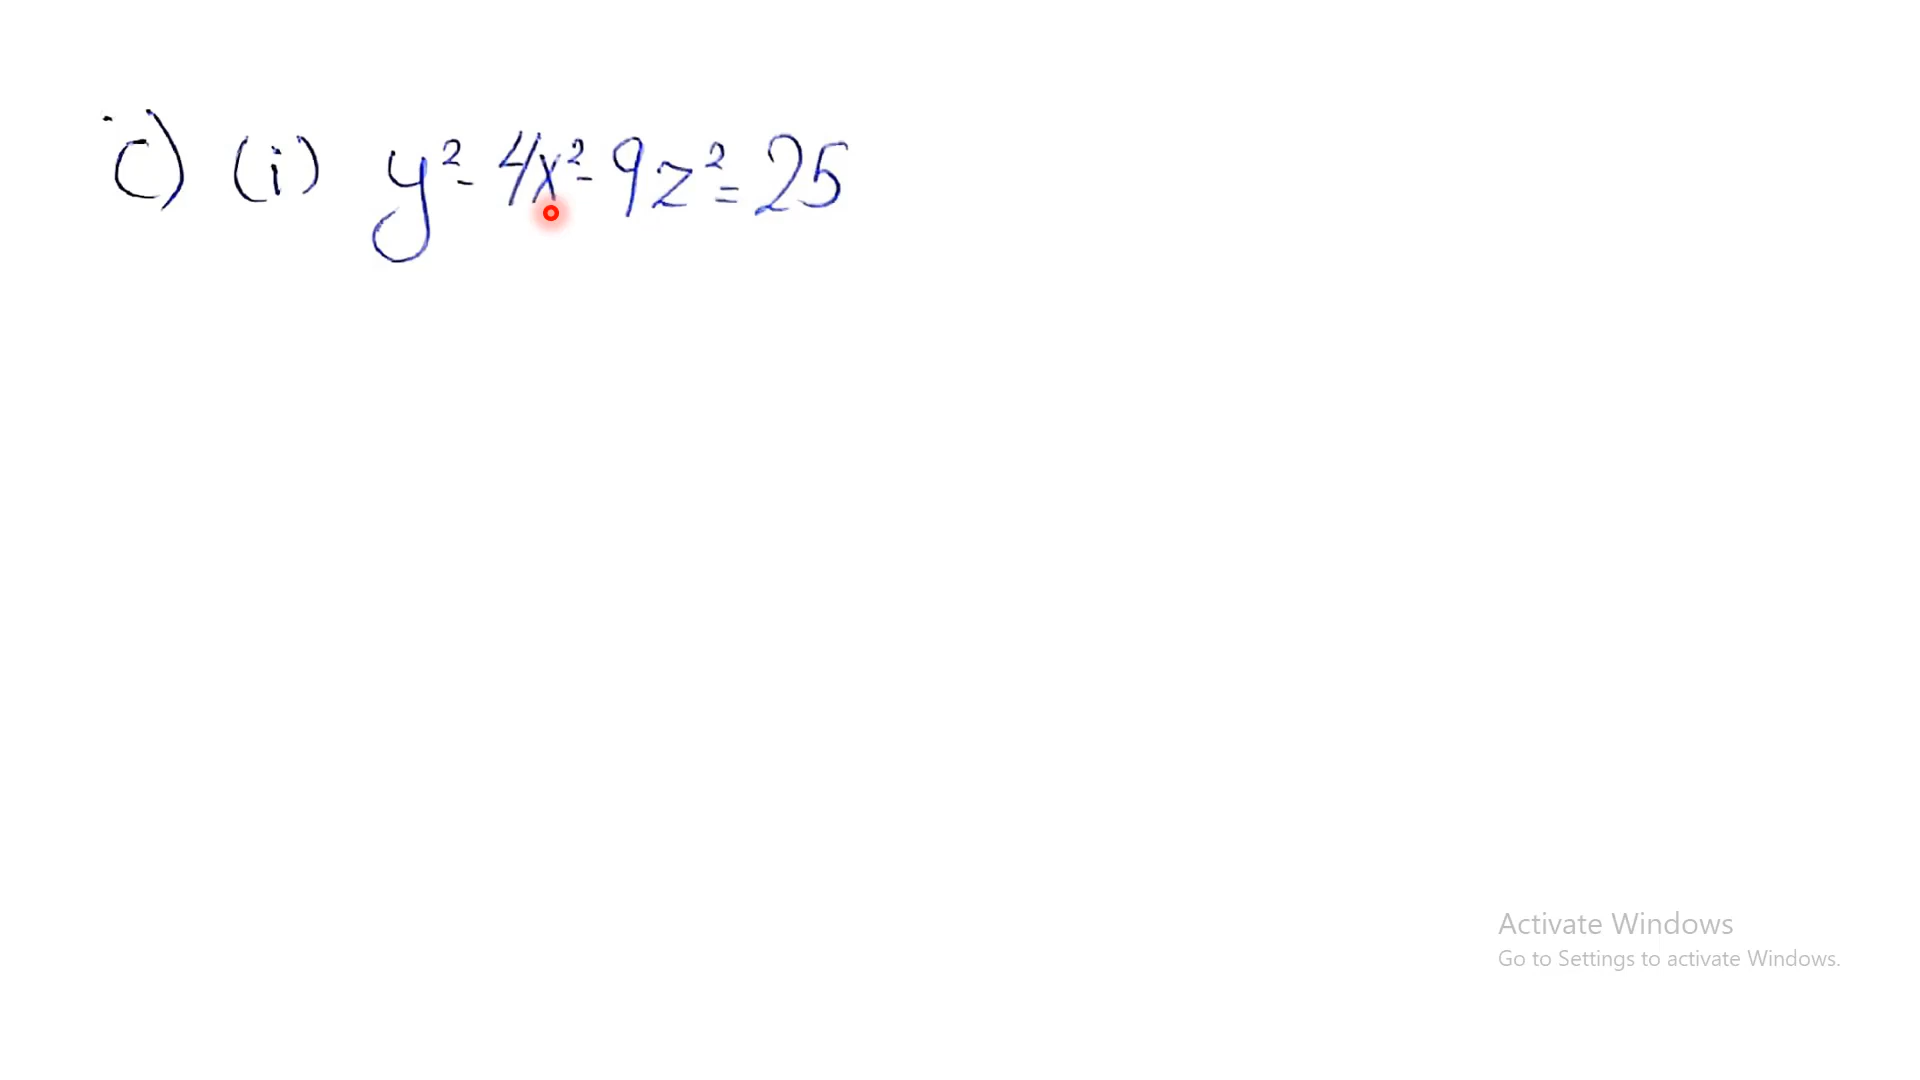 c) (i) y² - 4x² - 9z² = 25
Activate Windows
Go to Settings to activate Windows.